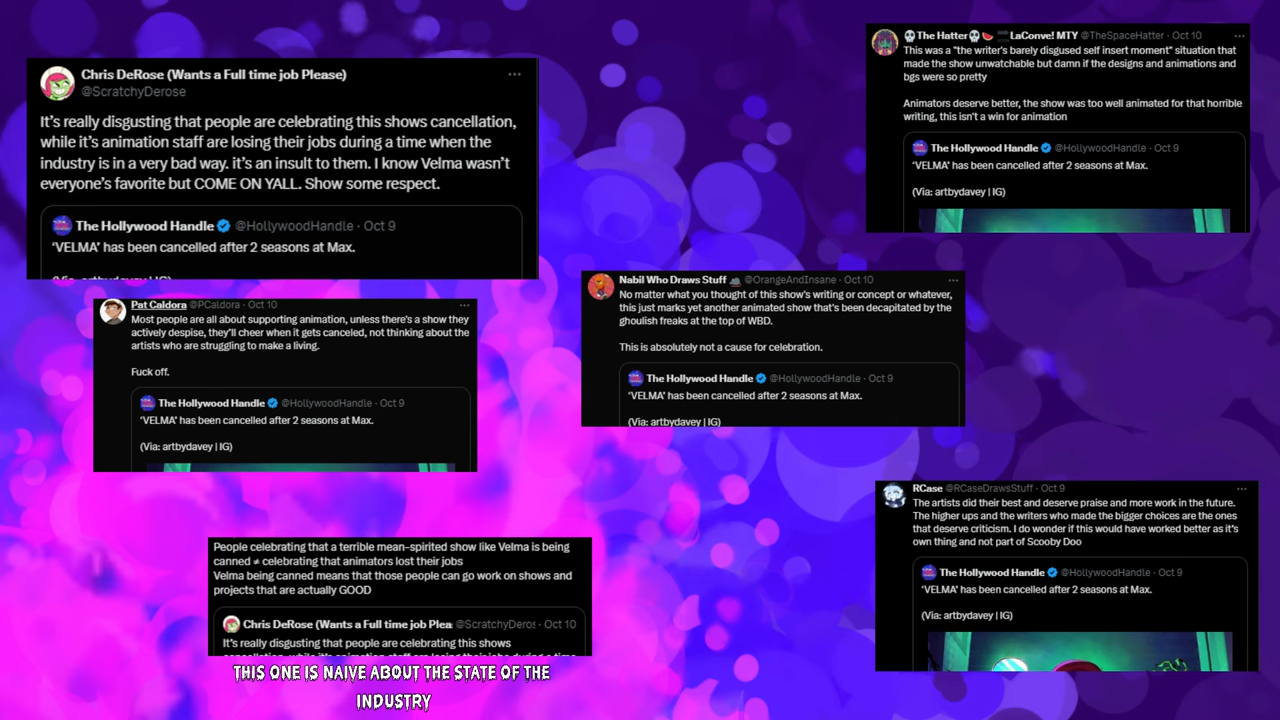 Chris DeRose (Wants a Full time job Please)
@ScratchyDerose
It's really disgusting that people are celebrating this shows cancellation,
while it's animation staff are losing their jobs during a time when the
industry is in a very bad way. it's an insult to them. I know Velma wasn't
everyone's favorite but COME ON YALL. Show some respect.
The Hollywood Handle @HollywoodHandle · Oct 9
'VELMA' has been cancelled after 2 seasons at Max.
(Via: artbydavey | IG)
The Hatter LaConve! MTY @TheSpaceHatter · Oct 10
This was a "the writer's barely disgused self insert moment" situation that
made the show unwatchable but damn if the designs and animations and
bgs were so pretty
Animators deserve better, the show was too well animated for that horrible
writing, this isn't a win for animation
The Hollywood Handle @HollywoodHandle · Oct 9
'VELMA' has been cancelled after 2 seasons at Max.
(Via: artbydavey | IG)
Pat Caldora @PCaldora · Oct 10
Most people are all about supporting animation, unless there's a show they
actively despise, they'll cheer when it gets canceled, not thinking about the
artists who are struggling to make a living.
Fuck off.
The Hollywood Handle @HollywoodHandle · Oct 9
'VELMA' has been cancelled after 2 seasons at Max.
(Via: artbydavey | IG)
Nabil Who Draws Stuff @OrangeAndInsane · Oct 10
No matter what you thought of this show's writing or concept or whatever,
this just marks yet another animated show that's been decapitated by the
ghoulish freaks at the top of WBD.
This is absolutely not a cause for celebration.
The Hollywood Handle @HollywoodHandle · Oct 9
'VELMA' has been cancelled after 2 seasons at Max.
(Via: artbydavey | IG)
People celebrating that a terrible mean-spirited show like Velma is being
canned ≠ celebrating that animators lost their jobs
Velma being canned means that those people can go work on shows and
projects that are actually GOOD
Chris DeRose (Wants a Full time job Plea @ScratchyDeros · Oct 10
It's really disgusting that people are celebrating this shows
THIS ONE IS NAIVE ABOUT THE STATE OF THE
INDUSTRY
RCase @RCaseDrawsStuff · Oct 9
The artists did their best and deserve praise and more work in the future.
The higher ups and the writers who made the bigger choices are the ones
that deserve criticism. I do wonder if this would have worked better as it's
own thing and not part of Scooby Doo
The Hollywood Handle @HollywoodHandle · Oct 9
'VELMA' has been cancelled after 2 seasons at Max.
(Via: artbydavey | IG)